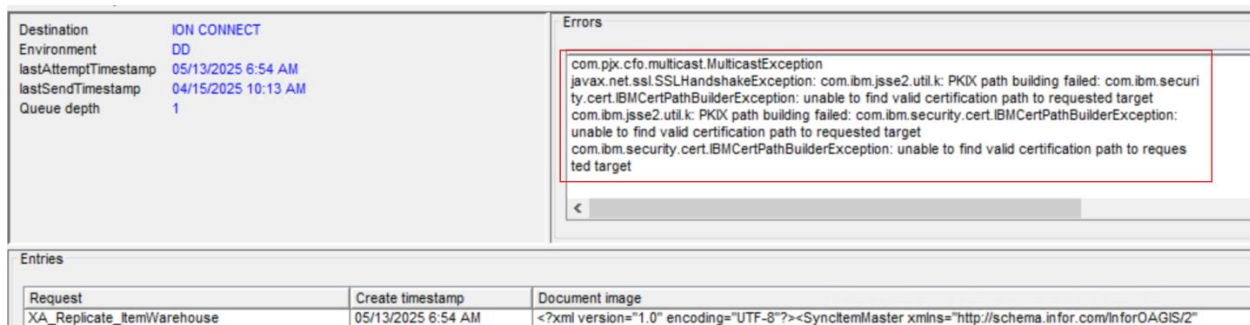 Destination ION CONNECT
Environment DD
lastAttemptTimestamp 05/13/2025 6:54 AM
lastSendTimestamp 04/15/2025 10:13 AM
Queue depth 1
Errors
com.pjx.cfo.multicast.MulticastException
javax.net.ssl.SSLHandshakeException: com.ibm.jsse2.util.k: PKIX path building failed: com.ibm.securi
ty.cert.IBMCertPathBuilderException: unable to find valid certification path to requested target
com.ibm.jsse2.util.k: PKIX path building failed: com.ibm.security.cert.IBMCertPathBuilderException:
unable to find valid certification path to requested target
com.ibm.security.cert.IBMCertPathBuilderException: unable to find valid certification path to reques
ted target
Entries
Request Create timestamp Document image
XA_Replicate_ItemWarehouse 05/13/2025 6:54 AM <?xml version="1.0" encoding="UTF-8"?><SyncItemMaster xmlns="http://schema.infor.com/InforOAGIS/2"